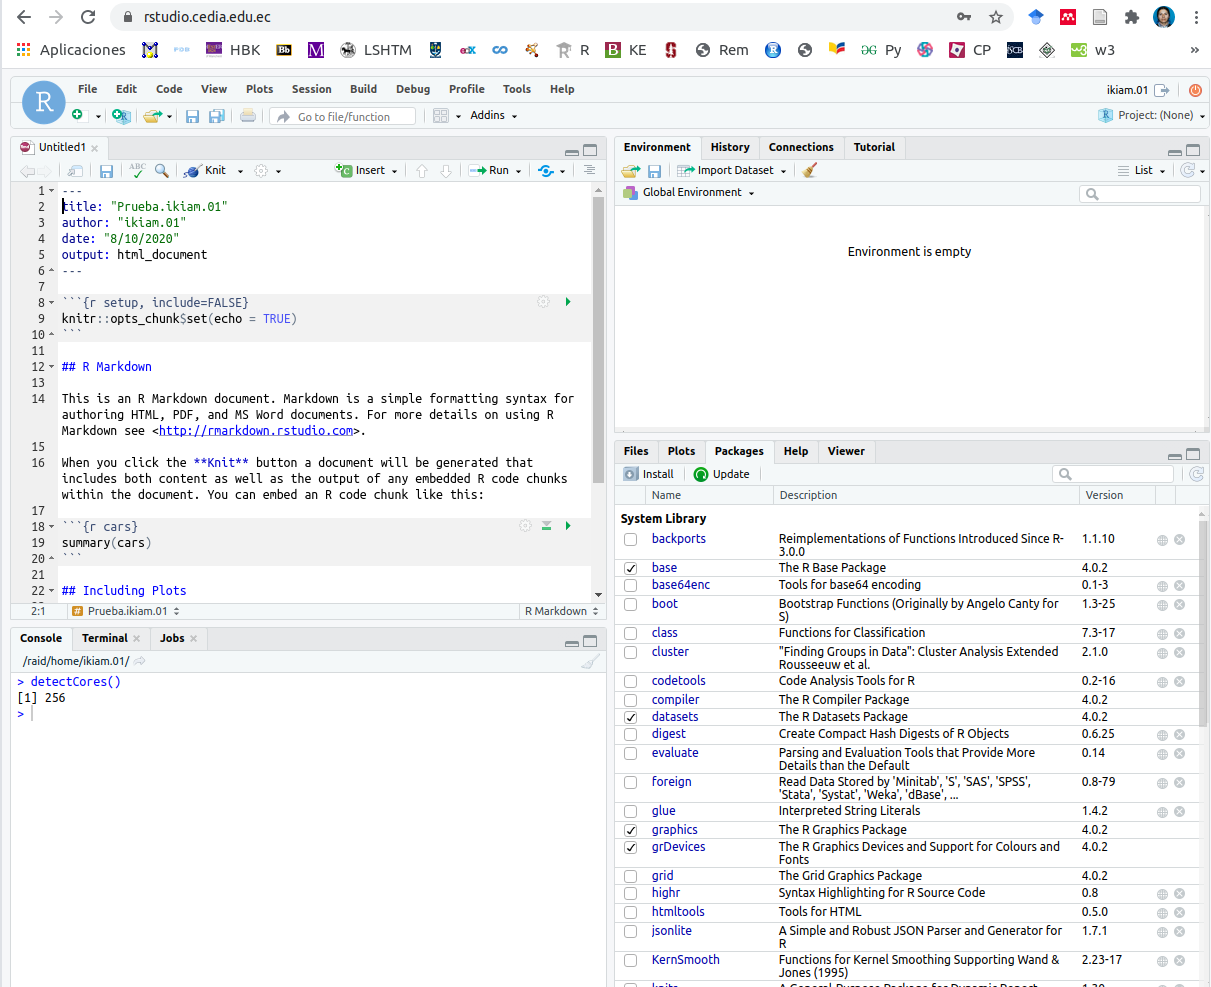 rstudio.cedia.edu.ec
Aplicaciones HBK Bb M LSHTM edX R B KE Rem R Py CP SCB w3 »
R
File Edit Code View Plots Session Build Debug Profile Tools Help
ikiam.01
Go to file/function
Addins
Project: (None)
Untitled1
ABC
Knit
Insert
Run
1 ---
2 title: "Prueba.ikiam.01"
3 author: "ikiam.01"
4 date: "8/10/2020"
5 output: html_document
6 ---
7
8 ```{r setup, include=FALSE}
9 knitr::opts_chunk$set(echo = TRUE)
10 ```
11
12 ## R Markdown
13
14 This is an R Markdown document. Markdown is a simple formatting syntax for
authoring HTML, PDF, and MS Word documents. For more details on using R
Markdown see <http://rmarkdown.rstudio.com>.
15
16 When you click the **Knit** button a document will be generated that
includes both content as well as the output of any embedded R code chunks
within the document. You can embed an R code chunk like this:
17
18 ```{r cars}
19 summary(cars)
20 ```
21
22 ## Including Plots
2:1 # Prueba.ikiam.01 R Markdown
Console Terminal Jobs
/raid/home/ikiam.01/
> detectCores()
[1] 256
>
Environment History Connections Tutorial
Import Dataset List
Global Environment
Environment is empty
Files Plots Packages Help Viewer
Install Update
Name Description Version
System Library
backports Reimplementations of Functions Introduced Since R- 1.1.10
3.0.0
base The R Base Package 4.0.2
base64enc Tools for base64 encoding 0.1-3
boot Bootstrap Functions (Originally by Angelo Canty for 1.3-25
S)
class Functions for Classification 7.3-17
cluster "Finding Groups in Data": Cluster Analysis Extended 2.1.0
Rousseeuw et al.
codetools Code Analysis Tools for R 0.2-16
compiler The R Compiler Package 4.0.2
datasets The R Datasets Package 4.0.2
digest Create Compact Hash Digests of R Objects 0.6.25
evaluate Parsing and Evaluation Tools that Provide More 0.14
Details than the Default
foreign Read Data Stored by 'Minitab', 'S', 'SAS', 'SPSS', 0.8-79
'Stata', 'Systat', 'Weka', 'dBase', ...
glue Interpreted String Literals 1.4.2
graphics The R Graphics Package 4.0.2
grDevices The R Graphics Devices and Support for Colours and 4.0.2
Fonts
grid The Grid Graphics Package 4.0.2
highr Syntax Highlighting for R Source Code 0.8
htmltools Tools for HTML 0.5.0
jsonlite A Simple and Robust JSON Parser and Generator for 1.7.1
R
KernSmooth Functions for Kernel Smoothing Supporting Wand & 2.23-17
Jones (1995)